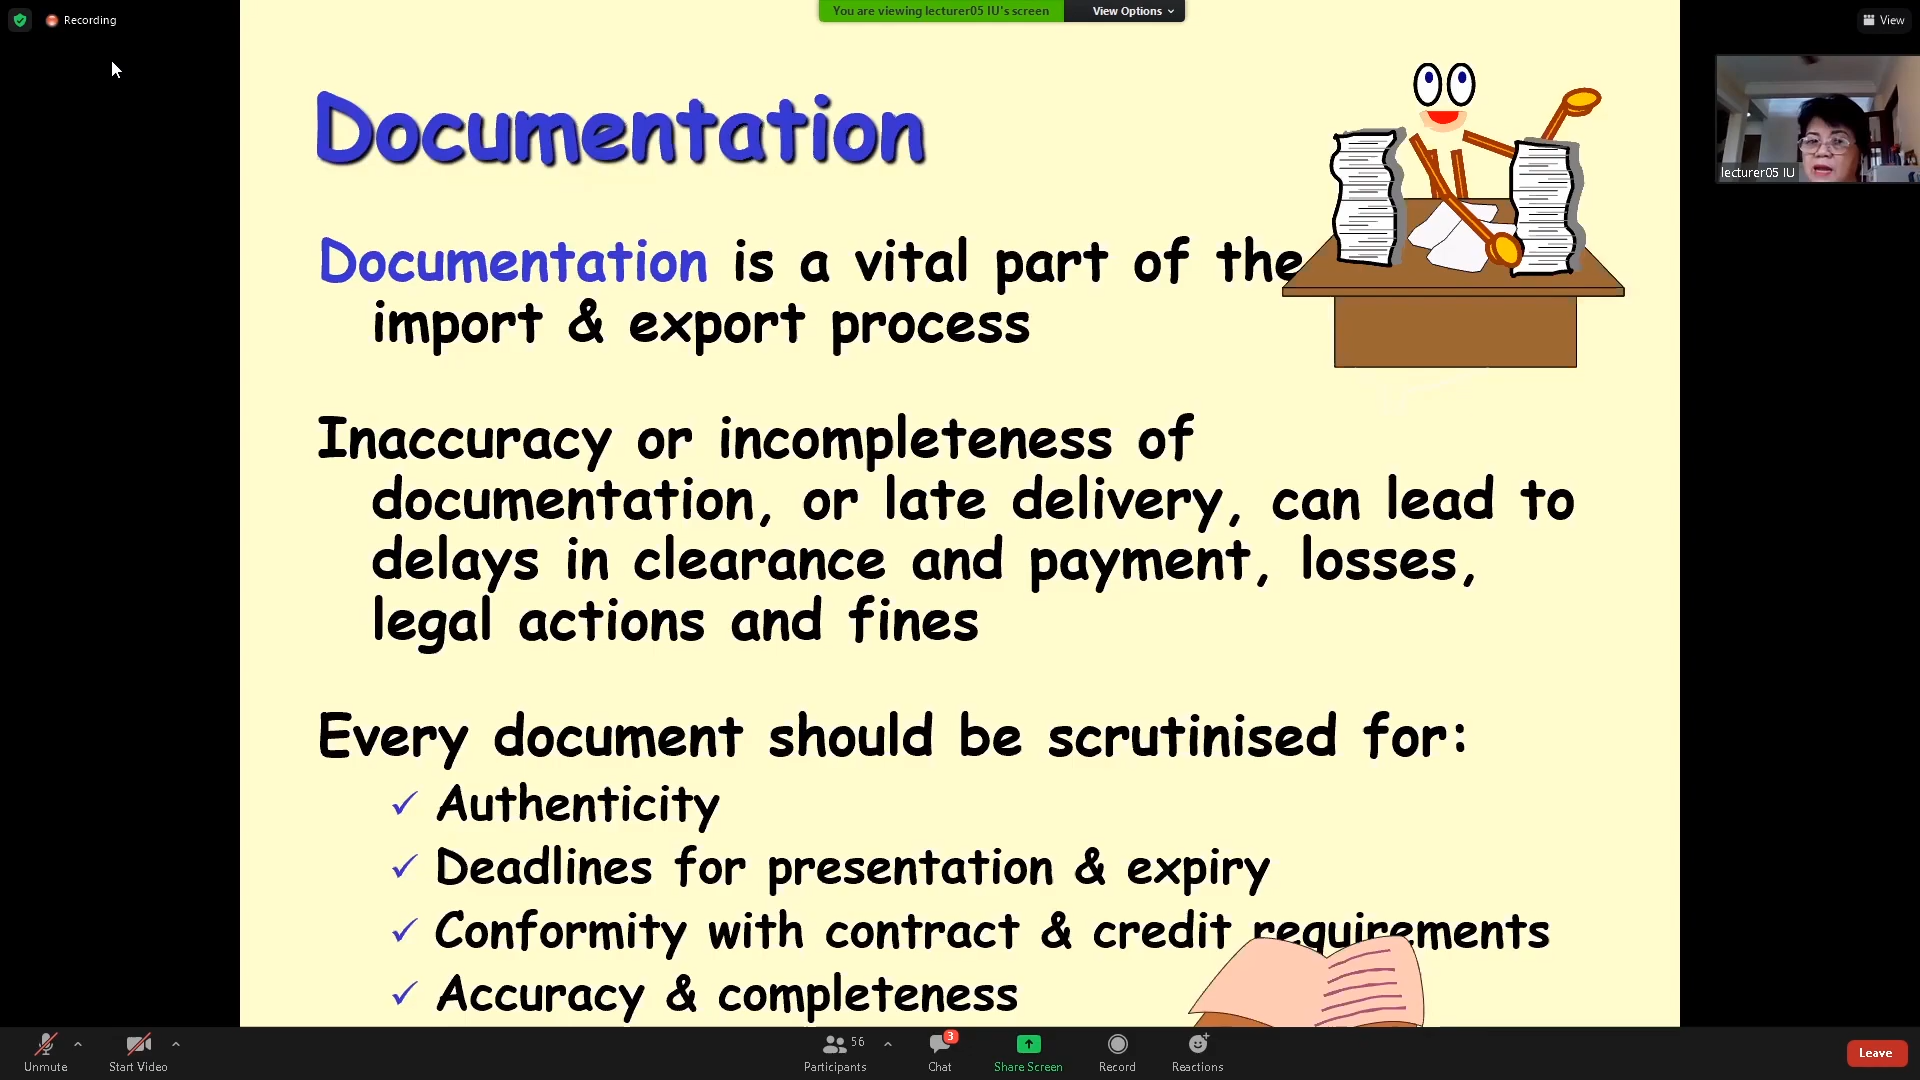 Recording
You are viewing lecturer05 IU's screen
View Options
View
Documentation
lecturer05 IU
Documentation is a vital part of the
import & export process
Inaccuracy or incompleteness of
documentation, or late delivery, can lead to
delays in clearance and payment, losses,
legal actions and fines
Every document should be scrutinised for:
✓ Authenticity
✓ Deadlines for presentation & expiry
✓ Conformity with contract & credit requirements
✓ Accuracy & completeness
Unmute
Start Video
56
Participants
3
Chat
Share Screen
Record
Reactions
Leave